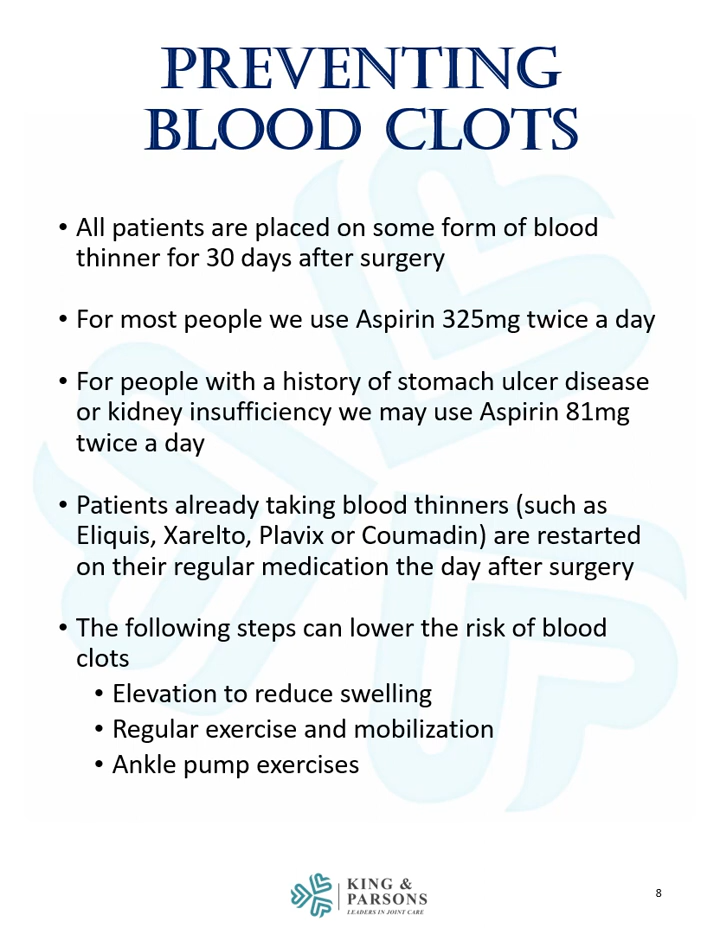 PREVENTING
BLOOD CLOTS
• All patients are placed on some form of blood
thinner for 30 days after surgery
• For most people we use Aspirin 325mg twice a day
• For people with a history of stomach ulcer disease
or kidney insufficiency we may use Aspirin 81mg
twice a day
• Patients already taking blood thinners (such as
Eliquis, Xarelto, Plavix or Coumadin) are restarted
on their regular medication the day after surgery
• The following steps can lower the risk of blood
clots
• Elevation to reduce swelling
• Regular exercise and mobilization
• Ankle pump exercises
KING &
PARSONS
LEADERS IN JOINT CARE
8